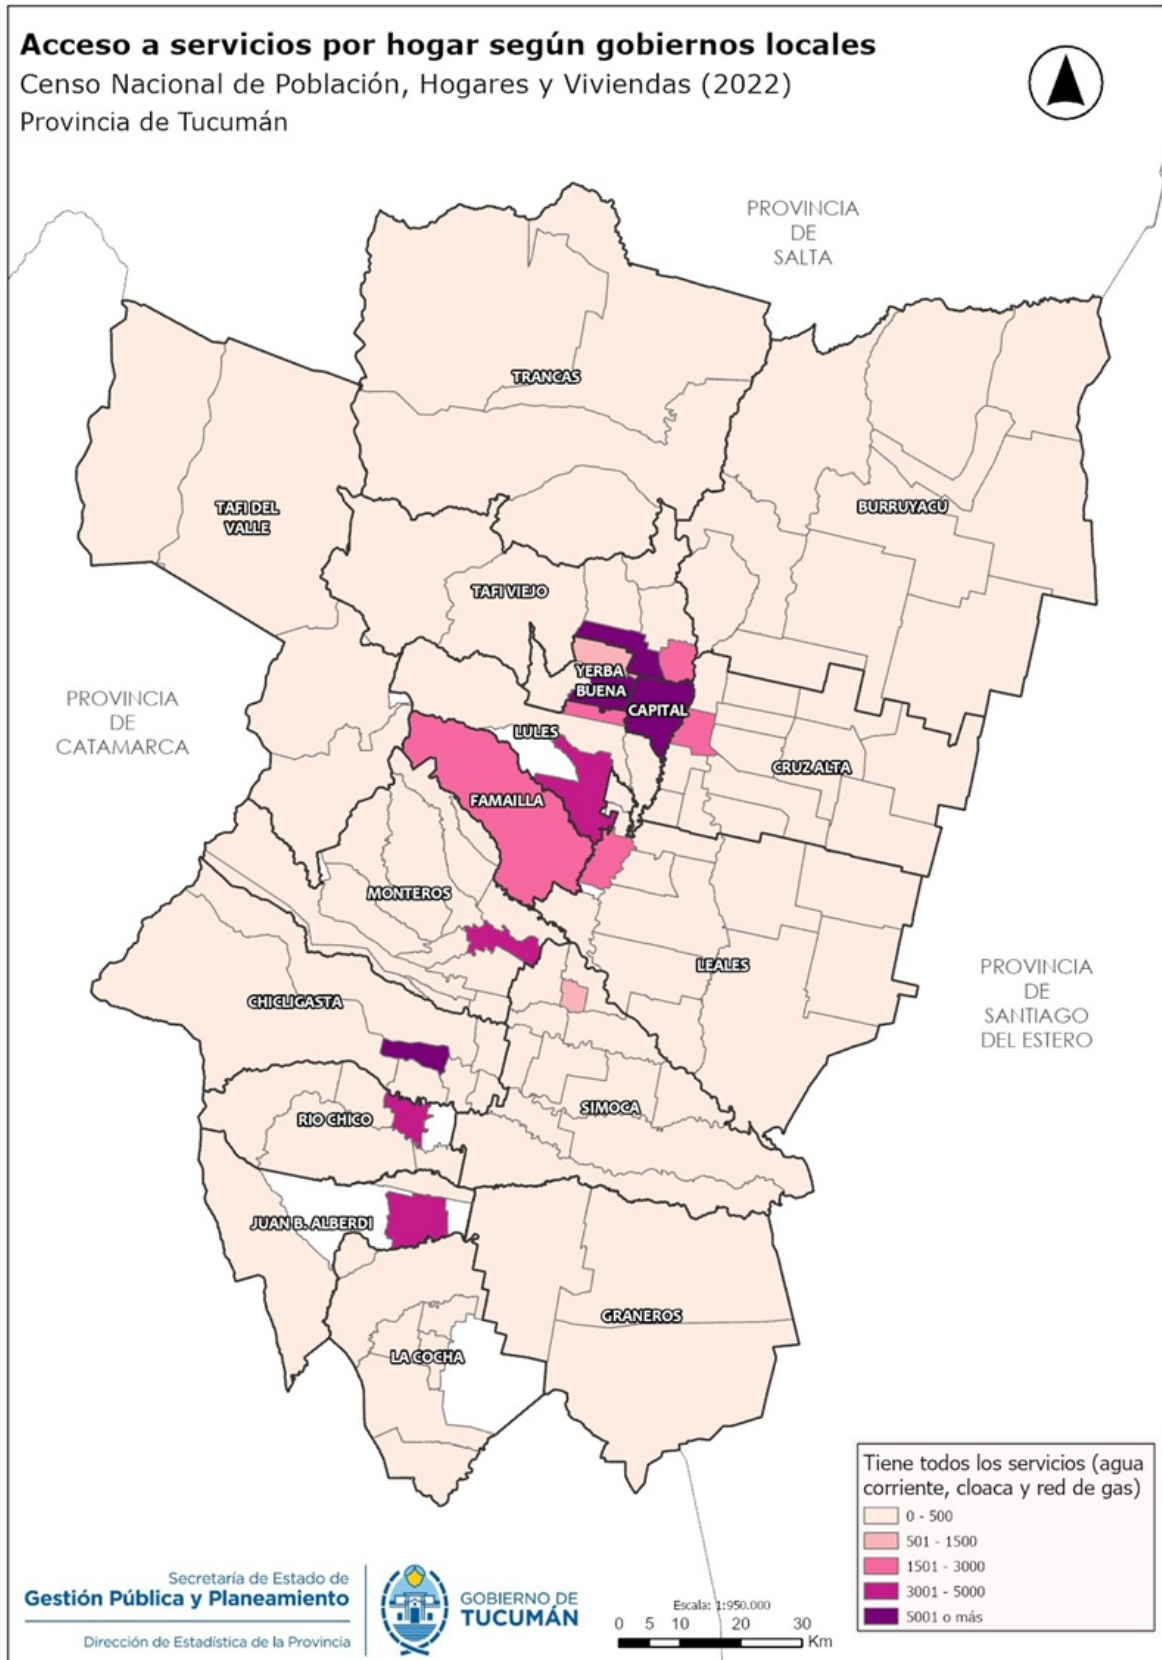 Acceso a servicios por hogar según gobiernos locales
Censo Nacional de Población, Hogares y Viviendas (2022)
Provincia de Tucumán
PROVINCIA
DE
SALTA
TRANCAS
TAFI DEL
VALLE
BURRUYACÚ
TAFI VIEJO
YERBA
BUENA
CAPITAL
PROVINCIA
DE
CATAMARCA
LULES
CRUZ ALTA
FAMAILLA
MONTEROS
LEALES
PROVINCIA
DE
SANTIAGO
DEL ESTERO
CHICLIGASTA
SIMOCA
RIO CHICO
JUAN B. ALBERDI
GRANEROS
LA COCHA
Tiene todos los servicios (agua
corriente, cloaca y red de gas)
0 - 500
501 - 1500
1501 - 3000
3001 - 5000
5001 o más
Secretaría de Estado de
Gestión Pública y Planeamiento
Dirección de Estadística de la Provincia
GOBIERNO DE
TUCUMÁN
Escala: 1:950.000
0 5 10 20 30
Km